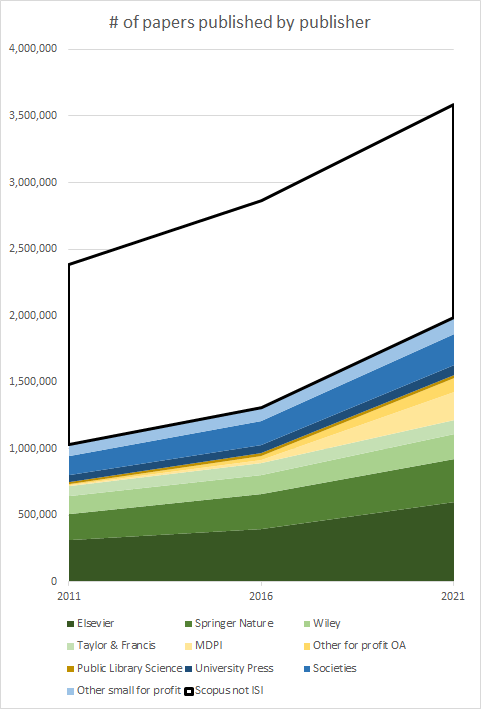 # of papers published by publisher
4,000,000
3,500,000
3,000,000
2,500,000
2,000,000
1,500,000
1,000,000
500,000
0
2011 2016 2021
Elsevier Springer Nature Wiley
Taylor & Francis MDPI Other for profit OA
Public Library Science University Press Societies
Other small for profit Scopus not ISI